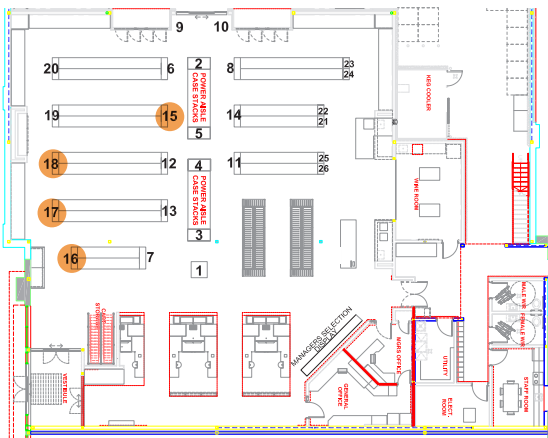 9 10
20 6 2 8 23
24
POWER AISLE
CASE STACKS
19 15 14 22
21
5
KEG COOLER
18 12 4 11 25
26
POWER AISLE
CASE STACKS
WINE ROOM
17 13
3
16 7
1
MALE W/R
FEMALE W/R
MANAGERS SELECTION
DISPLAY
MGRS OFFICE
UTILITY
VESTIBULE
GENERAL
OFFICE
ELECT.
ROOM
STAFF ROOM